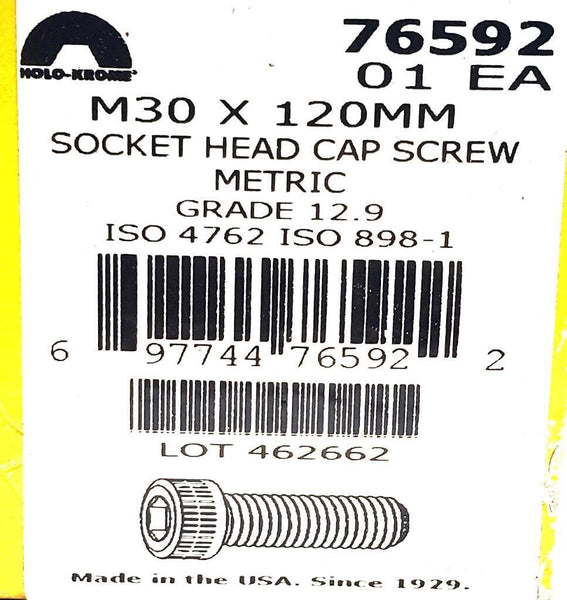 HOLO-KROME®
76592
01 EA
M30 X 120MM
SOCKET HEAD CAP SCREW
METRIC
GRADE 12.9
ISO 4762 ISO 898-1
6 97744 76592 2
LOT 462662
Made in the USA. Since 1929.